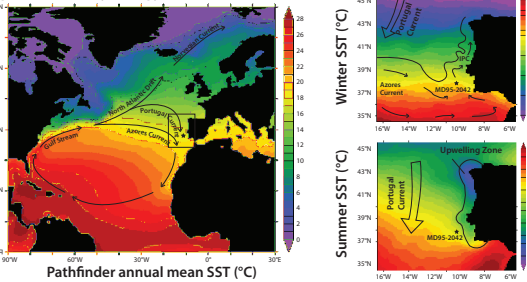 Norwegian Current
North Atlantic Drift
Portugal Current
Azores Current
Gulf Stream
90°W
60°W
30°W
0°
30°E
28
26
24
22
20
18
16
14
12
10
8
6
4
2
0
Pathfinder annual mean SST (°C)
Winter SST (°C)
45°N
43°N
41°N
39°N
37°N
35°N
Portugal
Current
IPC
Azores
Current
MD95-2042
16°W
14°W
12°W
10°W
8°W
6°W
Summer SST (°C)
45°N
43°N
41°N
39°N
37°N
35°N
Upwelling Zone
Portugal
Current
MD95-2042
16°W
14°W
12°W
10°W
8°W
6°W